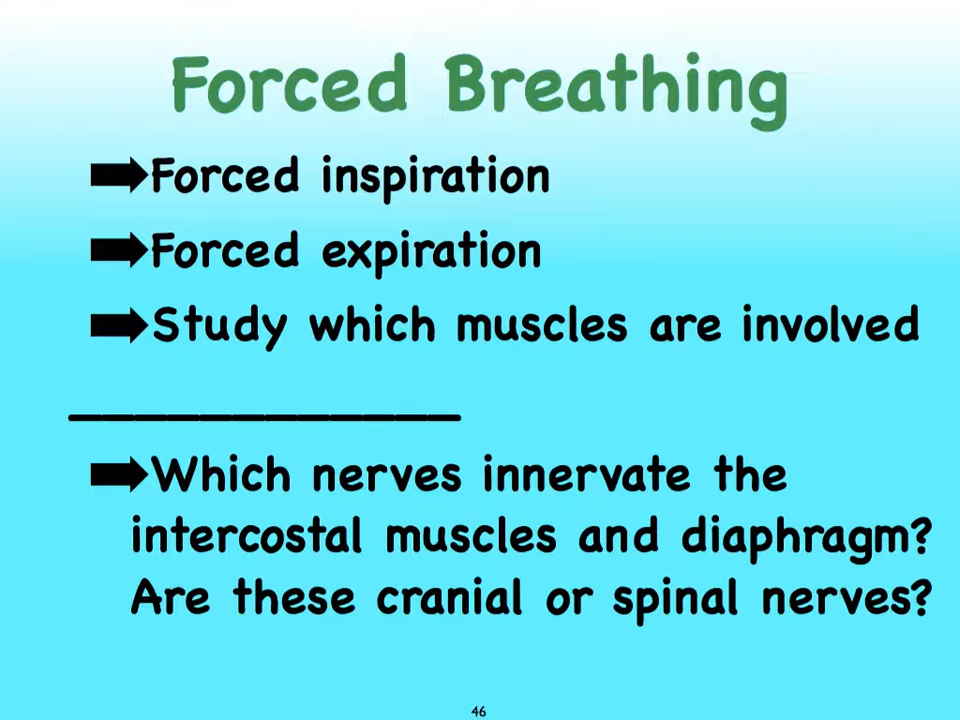 Forced Breathing
➡Forced inspiration
➡Forced expiration
➡Study which muscles are involved
____________
➡Which nerves innervate the
intercostal muscles and diaphragm?
Are these cranial or spinal nerves?
46